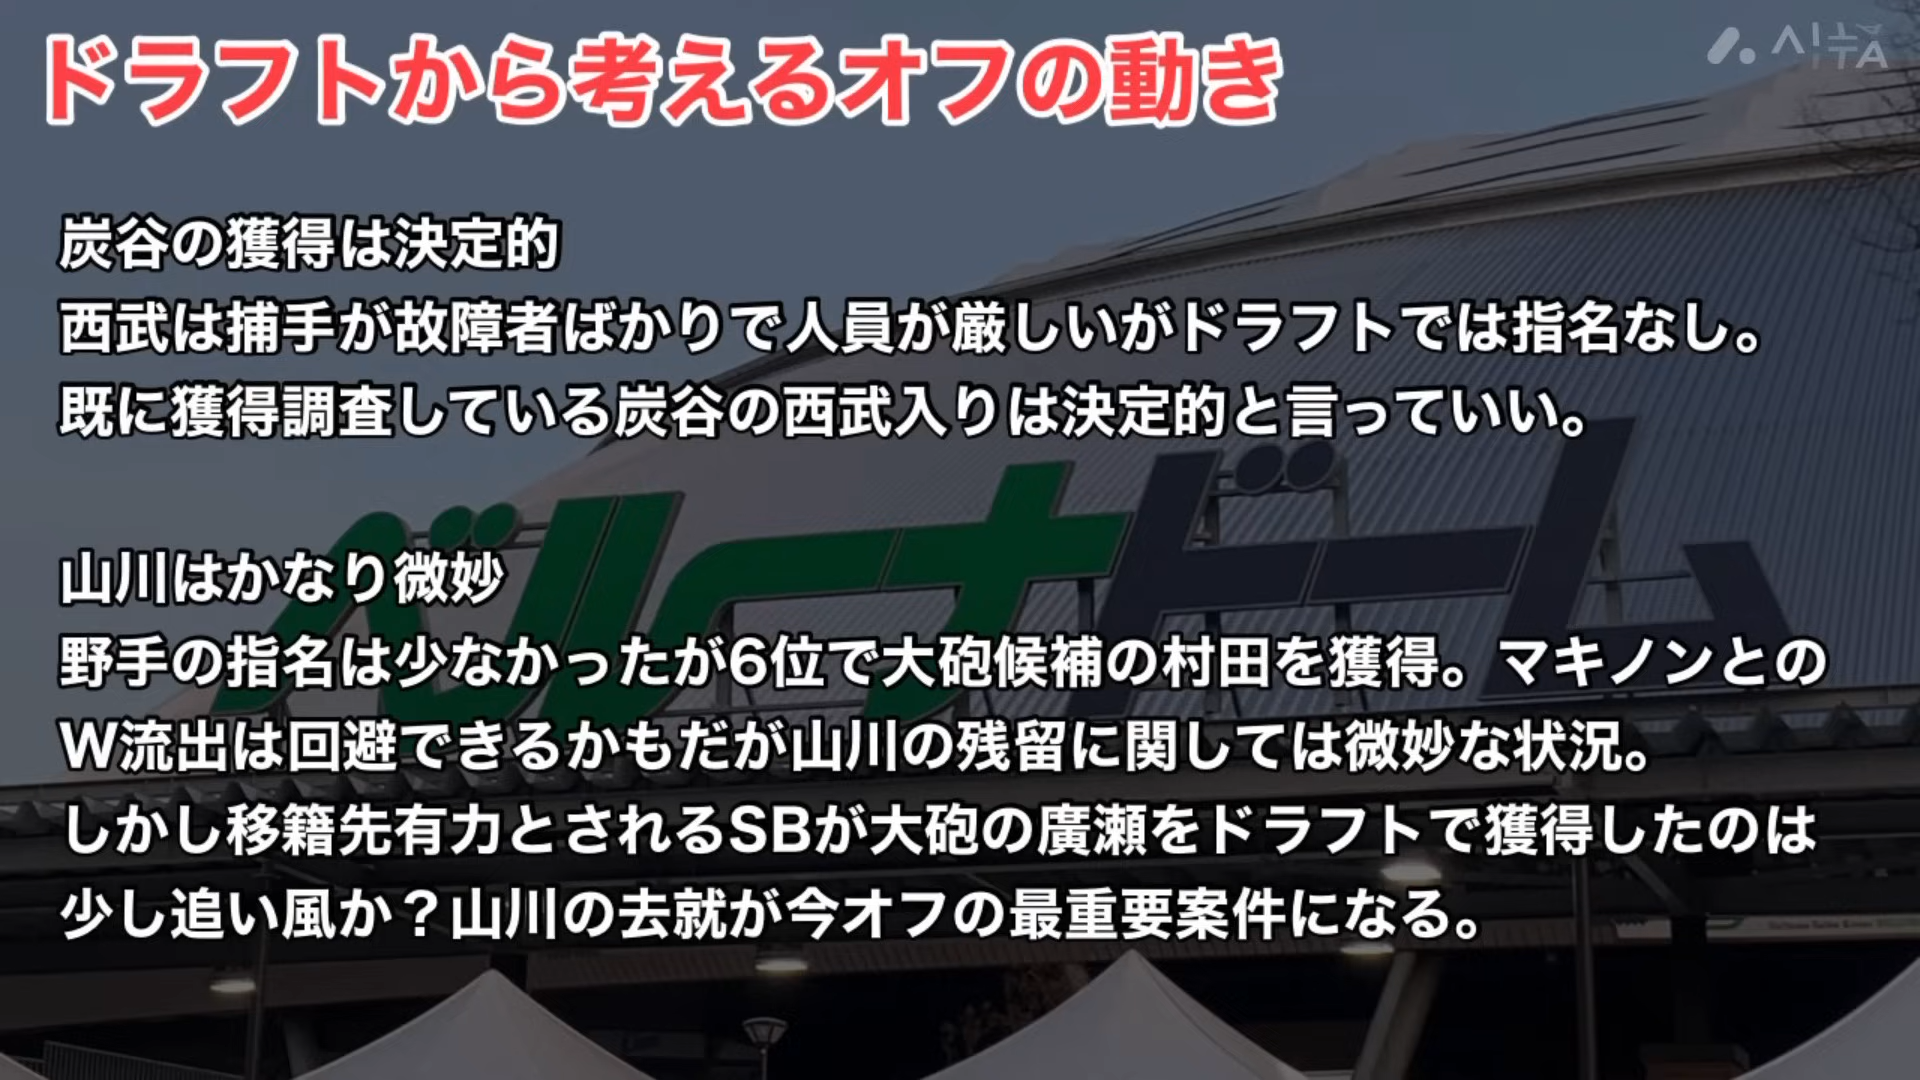 ドラフトから考えるオフの動き
炭谷の獲得は決定的
西武は捕手が故障者ばかりで人員が厳しいがドラフトでは指名なし。
既に獲得調査している炭谷の西武入りは決定的と言っていい。
ベルーナドーム
山川はかなり微妙
野手の指名は少なかったが6位で大砲候補の村田を獲得。マキノンとの
W流出は回避できるかもだが山川の残留に関しては微妙な状況。
しかし移籍先有力とされるSBが大砲の廣瀬をドラフトで獲得したのは
少し追い風か？山川の去就が今オフの最重要案件になる。